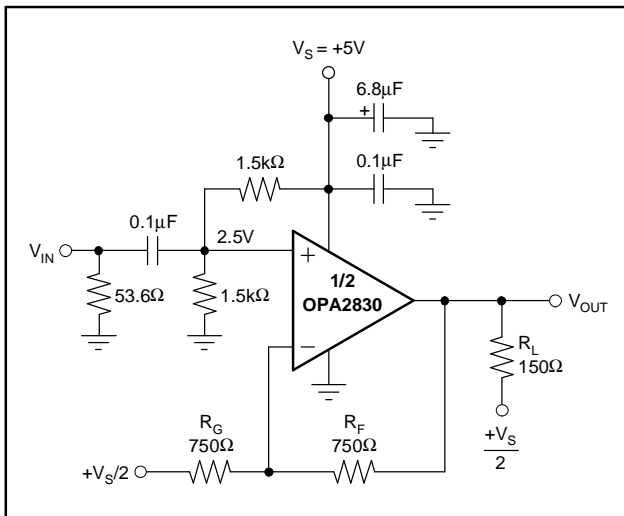 V_S = +5V
6.8μF
+
1.5kΩ
0.1μF
0.1μF
2.5V
V_IN
+
1/2
OPA2830
53.6Ω
1.5kΩ
−
V_OUT
R_L
150Ω
R_G
750Ω
R_F
750Ω
+V_S/2
+V_S
2